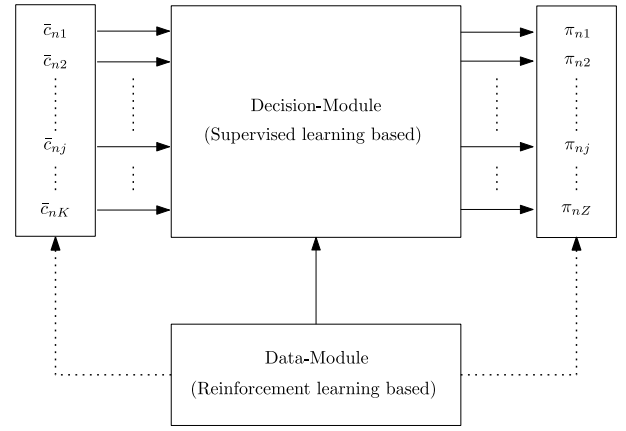 c̄ₙ₁
c̄ₙ₂
c̄ₙⱼ
c̄ₙK
Decision-Module
(Supervised learning based)
πₙ₁
πₙ₂
πₙⱼ
πₙZ
Data-Module
(Reinforcement learning based)